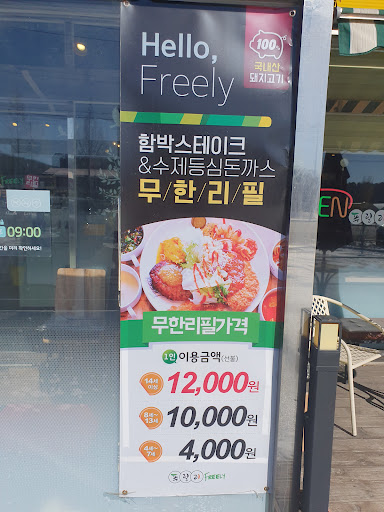 Hello,
Freely
100%
국내산
돼지고기
함박스테이크
&수제등심돈까스
무/한/리/필
무한리필가격
1인 이용금액(선불)
14세 이상 12,000원
8세~13세 10,000원
4세~7세 4,000원
09:00
EN